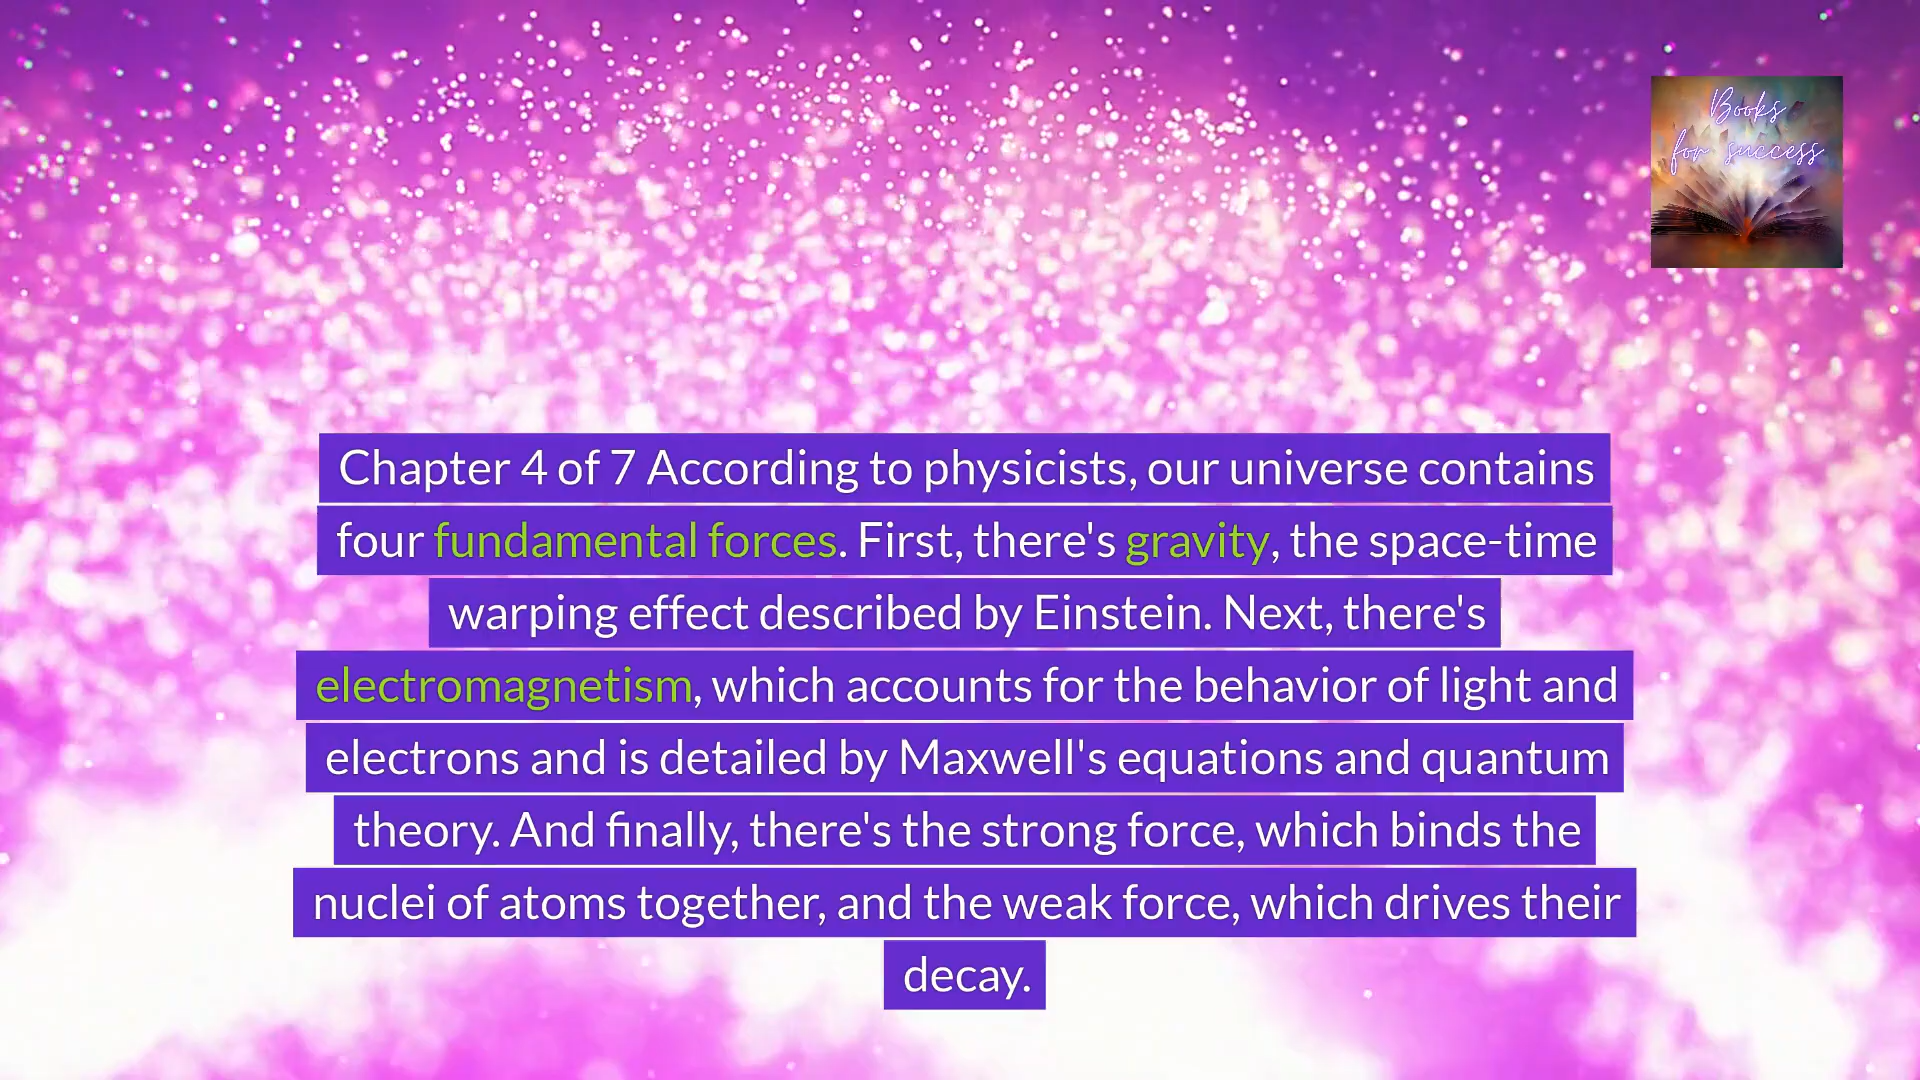 Books
for success
Chapter 4 of 7 According to physicists, our universe contains
four fundamental forces. First, there's gravity, the space-time
warping effect described by Einstein. Next, there's
electromagnetism, which accounts for the behavior of light and
electrons and is detailed by Maxwell's equations and quantum
theory. And finally, there's the strong force, which binds the
nuclei of atoms together, and the weak force, which drives their
decay.